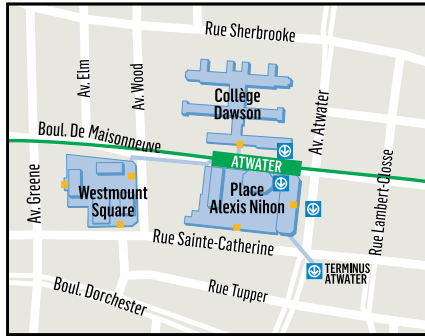 Rue Sherbrooke
Av. Elm
Av. Wood
Collège
Dawson
Av. Atwater
Boul. De Maisonneuve
ATWATER
Rue Lambert-Closse
Av. Greene
Westmount
Square
Place
Alexis Nihon
Rue Sainte-Catherine
TERMINUS
ATWATER
Boul. Dorchester
Rue Tupper